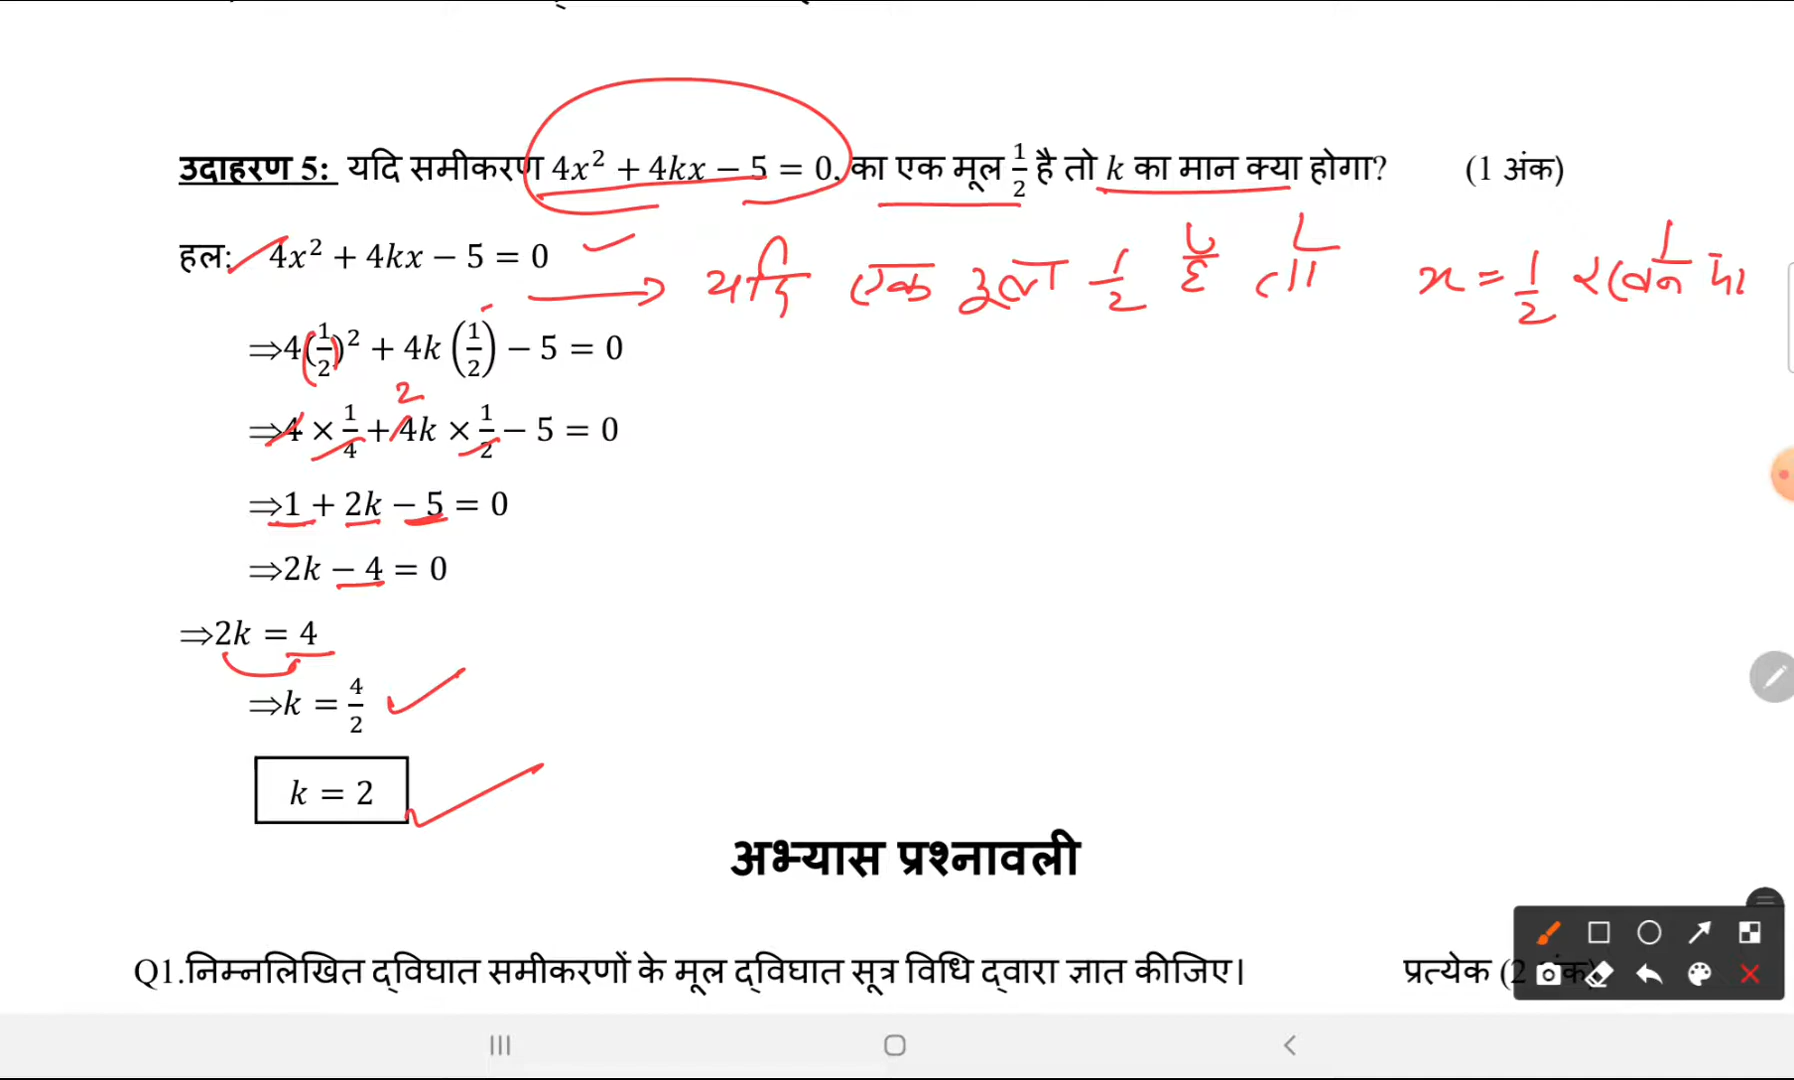 उदाहरण 5: यदि समीकरण 4x² + 4kx − 5 = 0, का एक मूल 1/2 है तो k का मान क्या होगा? (1 अंक)
हल: 4x² + 4kx − 5 = 0
यदि एक मूल 1/2 है तो x = 1/2 रखने पर
⇒4(1/2)² + 4k(1/2) − 5 = 0
2
⇒4 × 1/4 + 4k × 1/2 − 5 = 0
⇒1 + 2k − 5 = 0
⇒2k − 4 = 0
⇒2k = 4
⇒k = 4/2
k = 2
अभ्यास प्रश्नावली
Q1.निम्नलिखित द्विघात समीकरणों के मूल द्विघात सूत्र विधि द्वारा ज्ञात कीजिए। प्रत्येक (2 अंक)